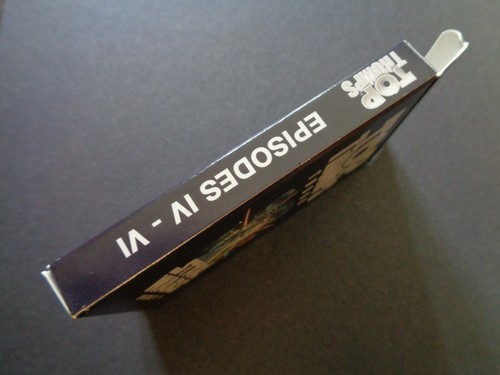 TOP
TRUMPS
EPISODES IV - VI